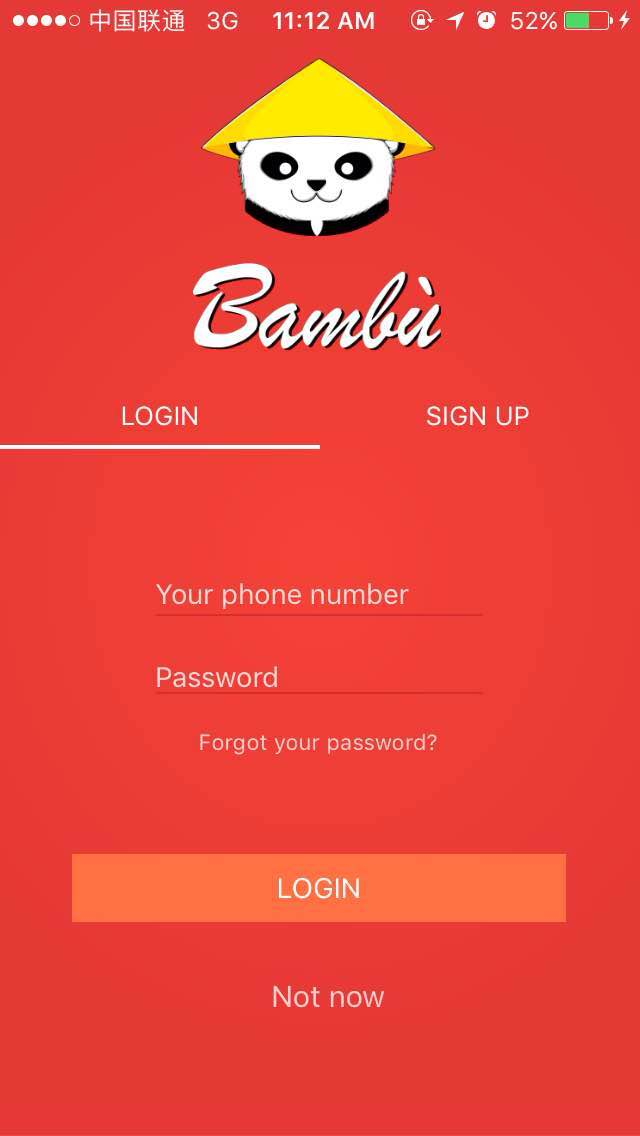 中国联通 3G 11:12 AM 52%
Bambù
LOGIN SIGN UP
Your phone number
Password
Forgot your password?
LOGIN
Not now